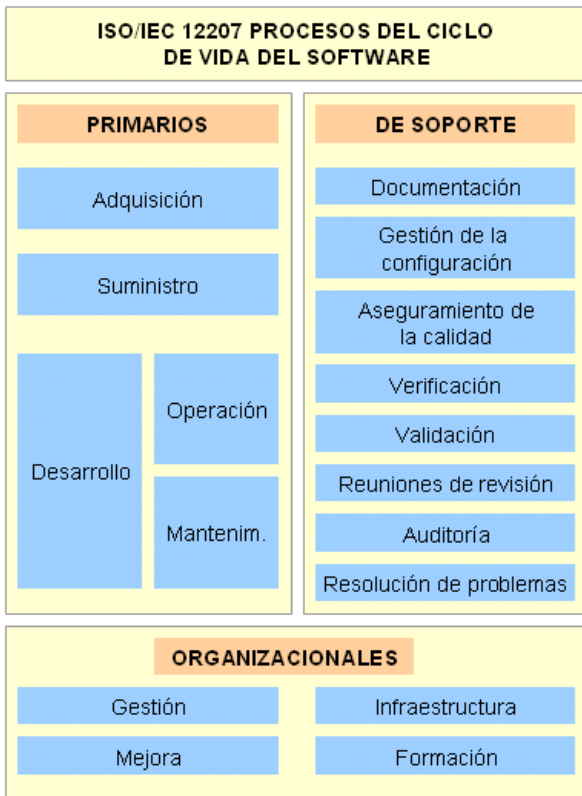 ISO/IEC 12207 PROCESOS DEL CICLO
DE VIDA DEL SOFTWARE
PRIMARIOS
Adquisición
Suministro
Desarrollo
Operación
Mantenim.
DE SOPORTE
Documentación
Gestión de la
configuración
Aseguramiento de
la calidad
Verificación
Validación
Reuniones de revisión
Auditoría
Resolución de problemas
ORGANIZACIONALES
Gestión
Infraestructura
Mejora
Formación